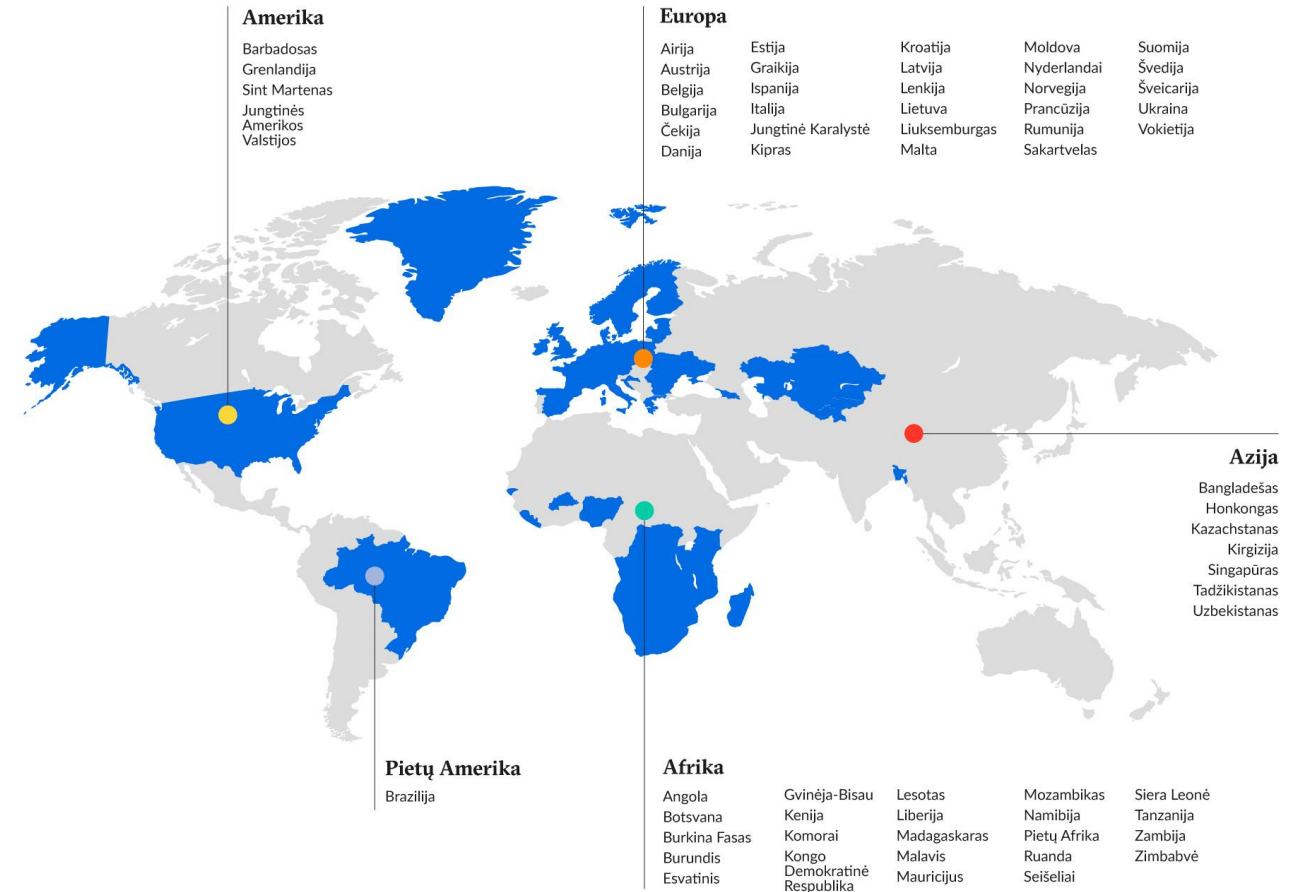 Amerika
Barbadosas
Grenlandija
Sint Martenas
Jungtinės
Amerikos
Valstijos
Europa
Airija
Austrija
Belgija
Bulgarija
Čekija
Danija
Estija
Graikija
Ispanija
Italija
Jungtinė Karalystė
Kipras
Kroatija
Latvija
Lenkija
Lietuva
Liuksemburgas
Malta
Moldova
Nyderlandai
Norvegija
Prancūzija
Rumunija
Sakartvelas
Suomija
Švedija
Šveicarija
Ukraina
Vokietija
Azija
Bangladešas
Honkongas
Kazachstanas
Kirgizija
Singapūras
Tadžikistanas
Uzbekistanas
Pietų Amerika
Brazilija
Afrika
Angola
Botsvana
Burkina Fasas
Burundis
Esvatinis
Gvinėja-Bisau
Kenija
Komorai
Kongo
Demokratinė
Respublika
Lesotas
Liberija
Madagaskaras
Malavis
Mauricijus
Mozambikas
Namibija
Pietų Afrika
Ruanda
Seišeliai
Siera Leonė
Tanzanija
Zambija
Zimbabvė